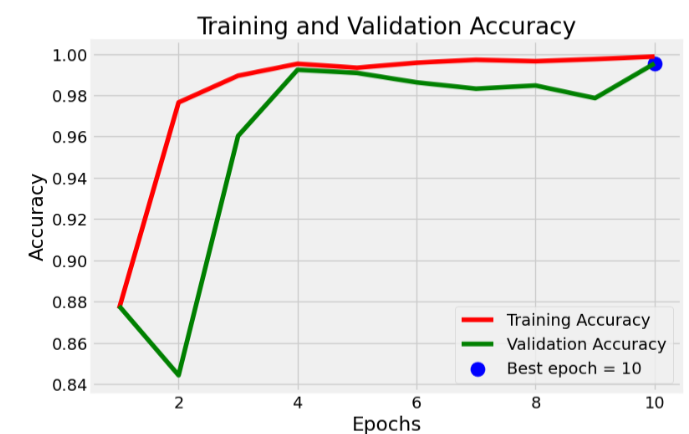 Training and Validation Accuracy
Accuracy
1.00
0.98
0.96
0.94
0.92
0.90
0.88
0.86
0.84
Training Accuracy
Validation Accuracy
Best epoch = 10
2 4 6 8 10
Epochs